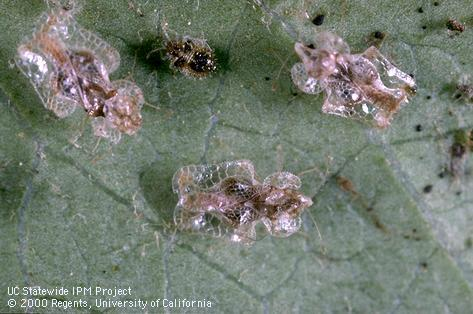 UC Statewide IPM Project
© 2000 Regents, University of California